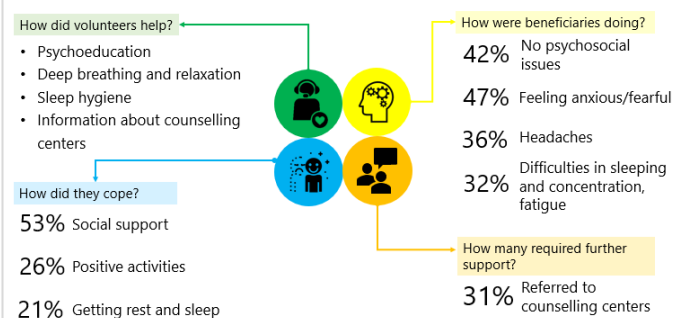 How did volunteers help?
• Psychoeducation
• Deep breathing and relaxation
• Sleep hygiene
• Information about counselling
centers
How did they cope?
53% Social support
26% Positive activities
21% Getting rest and sleep
How were beneficiaries doing?
42% No psychosocial
issues
47% Feeling anxious/fearful
36% Headaches
32% Difficulties in sleeping
and concentration,
fatigue
How many required further
support?
31% Referred to
counselling centers